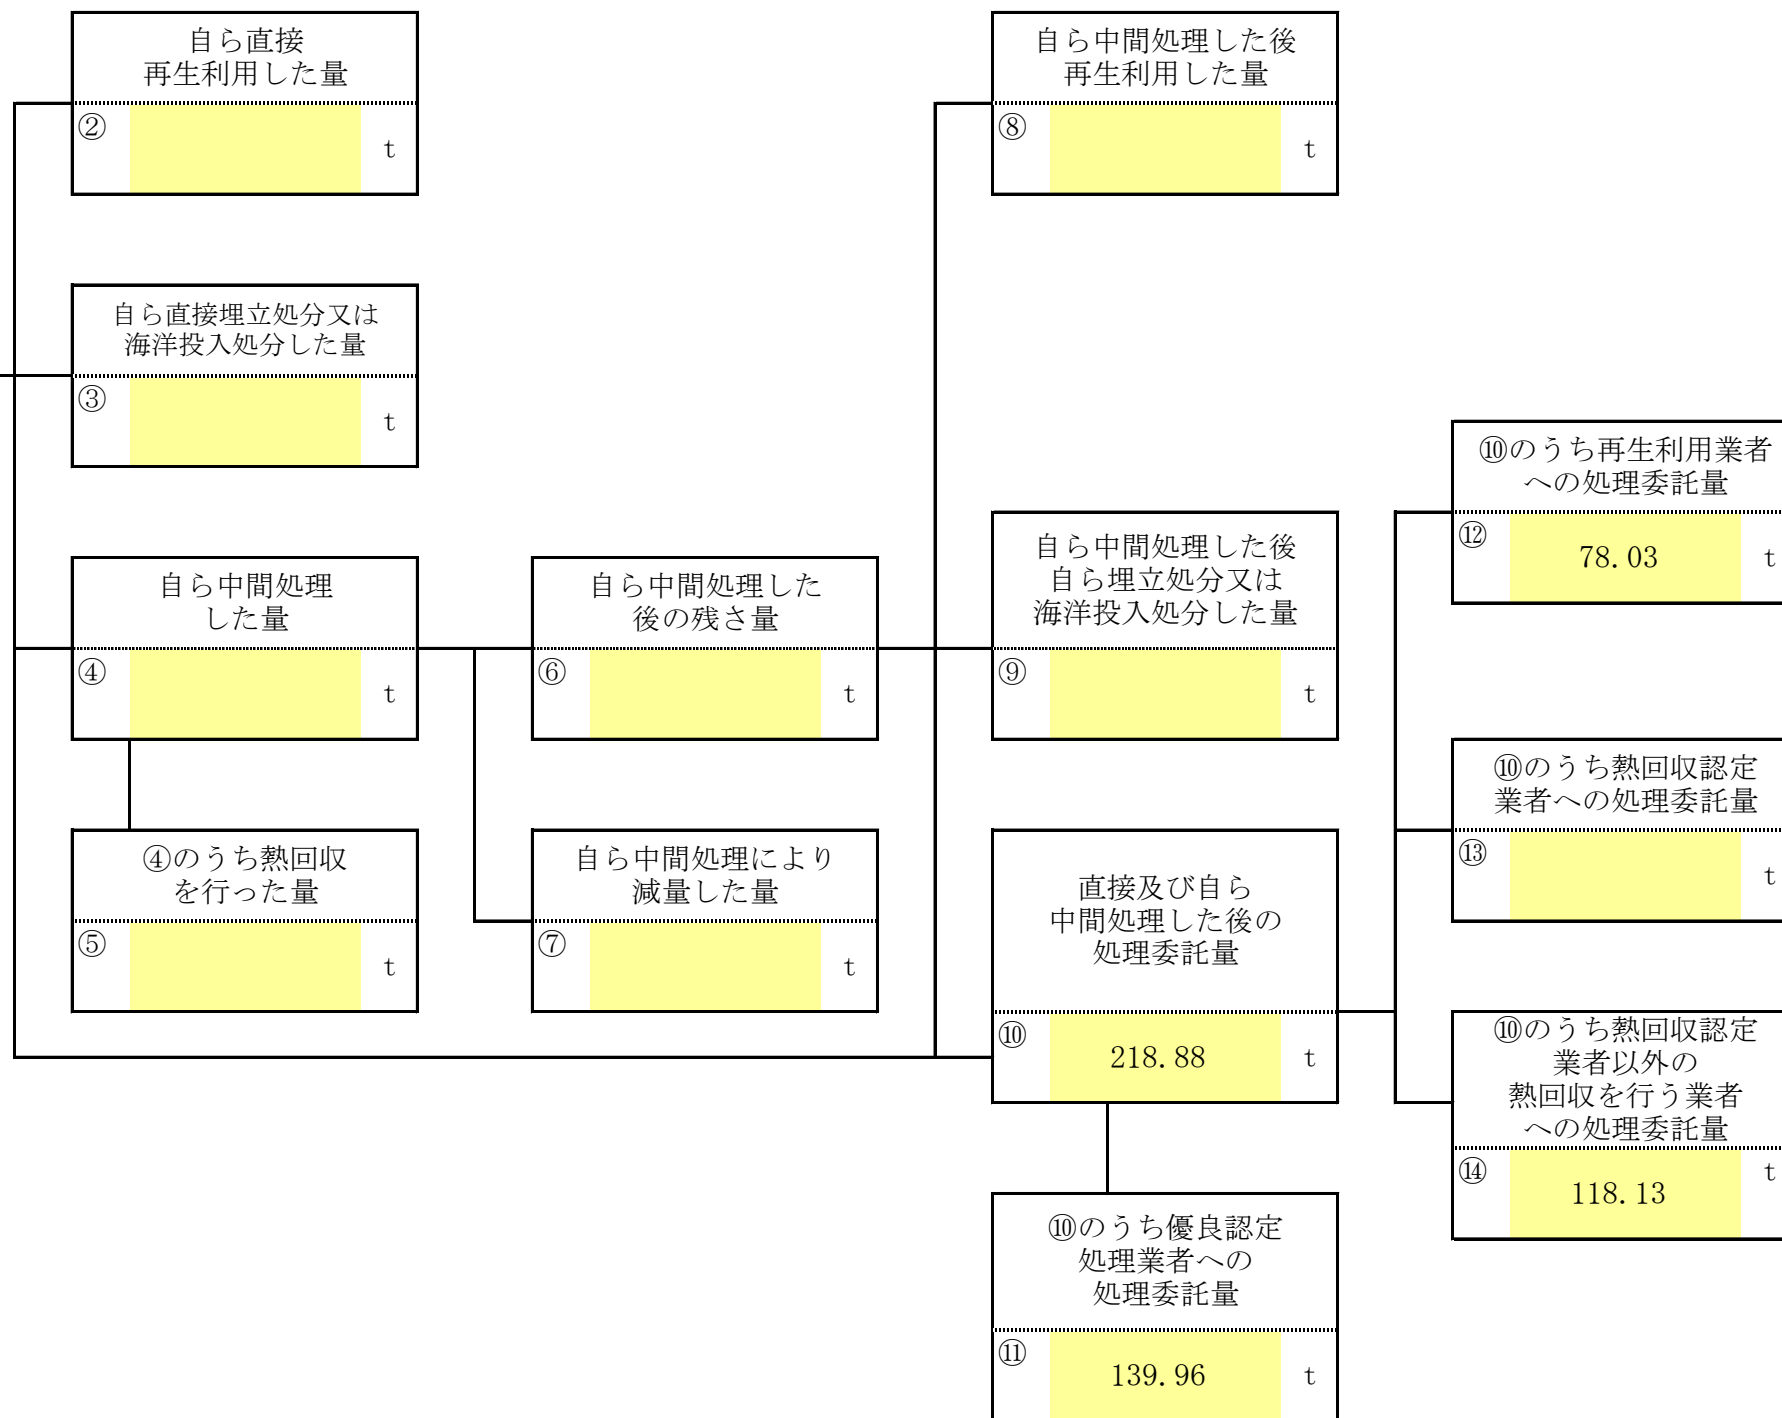 自ら直接
再生利用した量
②
t
自ら中間処理した後
再生利用した量
⑧
t
自ら直接埋立処分又は
海洋投入処分した量
③
t
⑩のうち再生利用業者
への処理委託量
⑫
78.03
t
自ら中間処理
した量
④
t
自ら中間処理した
後の残さ量
⑥
t
自ら中間処理した後
自ら埋立処分又は
海洋投入処分した量
⑨
t
⑩のうち熱回収認定
業者への処理委託量
⑬
t
④のうち熱回収
を行った量
⑤
t
自ら中間処理により
減量した量
⑦
t
直接及び自ら
中間処理した後の
処理委託量
⑩
218.88
t
⑩のうち熱回収認定
業者以外の
熱回収を行う業者
への処理委託量
⑭
118.13
t
⑩のうち優良認定
処理業者への
処理委託量
⑪
139.96
t